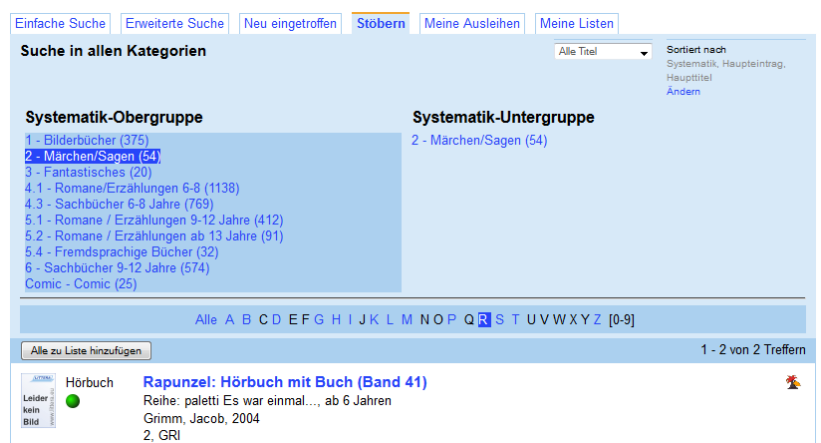 Einfache Suche Erweiterte Suche Neu eingetroffen Stöbern Meine Ausleihen Meine Listen
Suche in allen Kategorien
Alle Titel
Sortiert nach
Systematik, Haupteintrag,
Haupttitel
Ändern
Systematik-Obergruppe
1 - Bilderbücher (375)
2 - Märchen/Sagen (54)
3 - Fantastisches (20)
4.1 - Romane/Erzählungen 6-8 (1138)
4.3 - Sachbücher 6-8 Jahre (769)
5.1 - Romane / Erzählungen 9-12 Jahre (412)
5.2 - Romane / Erzählungen ab 13 Jahre (91)
5.4 - Fremdsprachige Bücher (32)
6 - Sachbücher 9-12 Jahre (574)
Comic - Comic (25)
Systematik-Untergruppe
2 - Märchen/Sagen (54)
Alle A B C D E F G H I J K L M N O P Q R S T U V W X Y Z [0-9]
Alle zu Liste hinzufügen
1 - 2 von 2 Treffern
Leider
kein
Bild
Hörbuch
Rapunzel: Hörbuch mit Buch (Band 41)
Reihe: paletti Es war einmal..., ab 6 Jahren
Grimm, Jacob, 2004
2, GRI